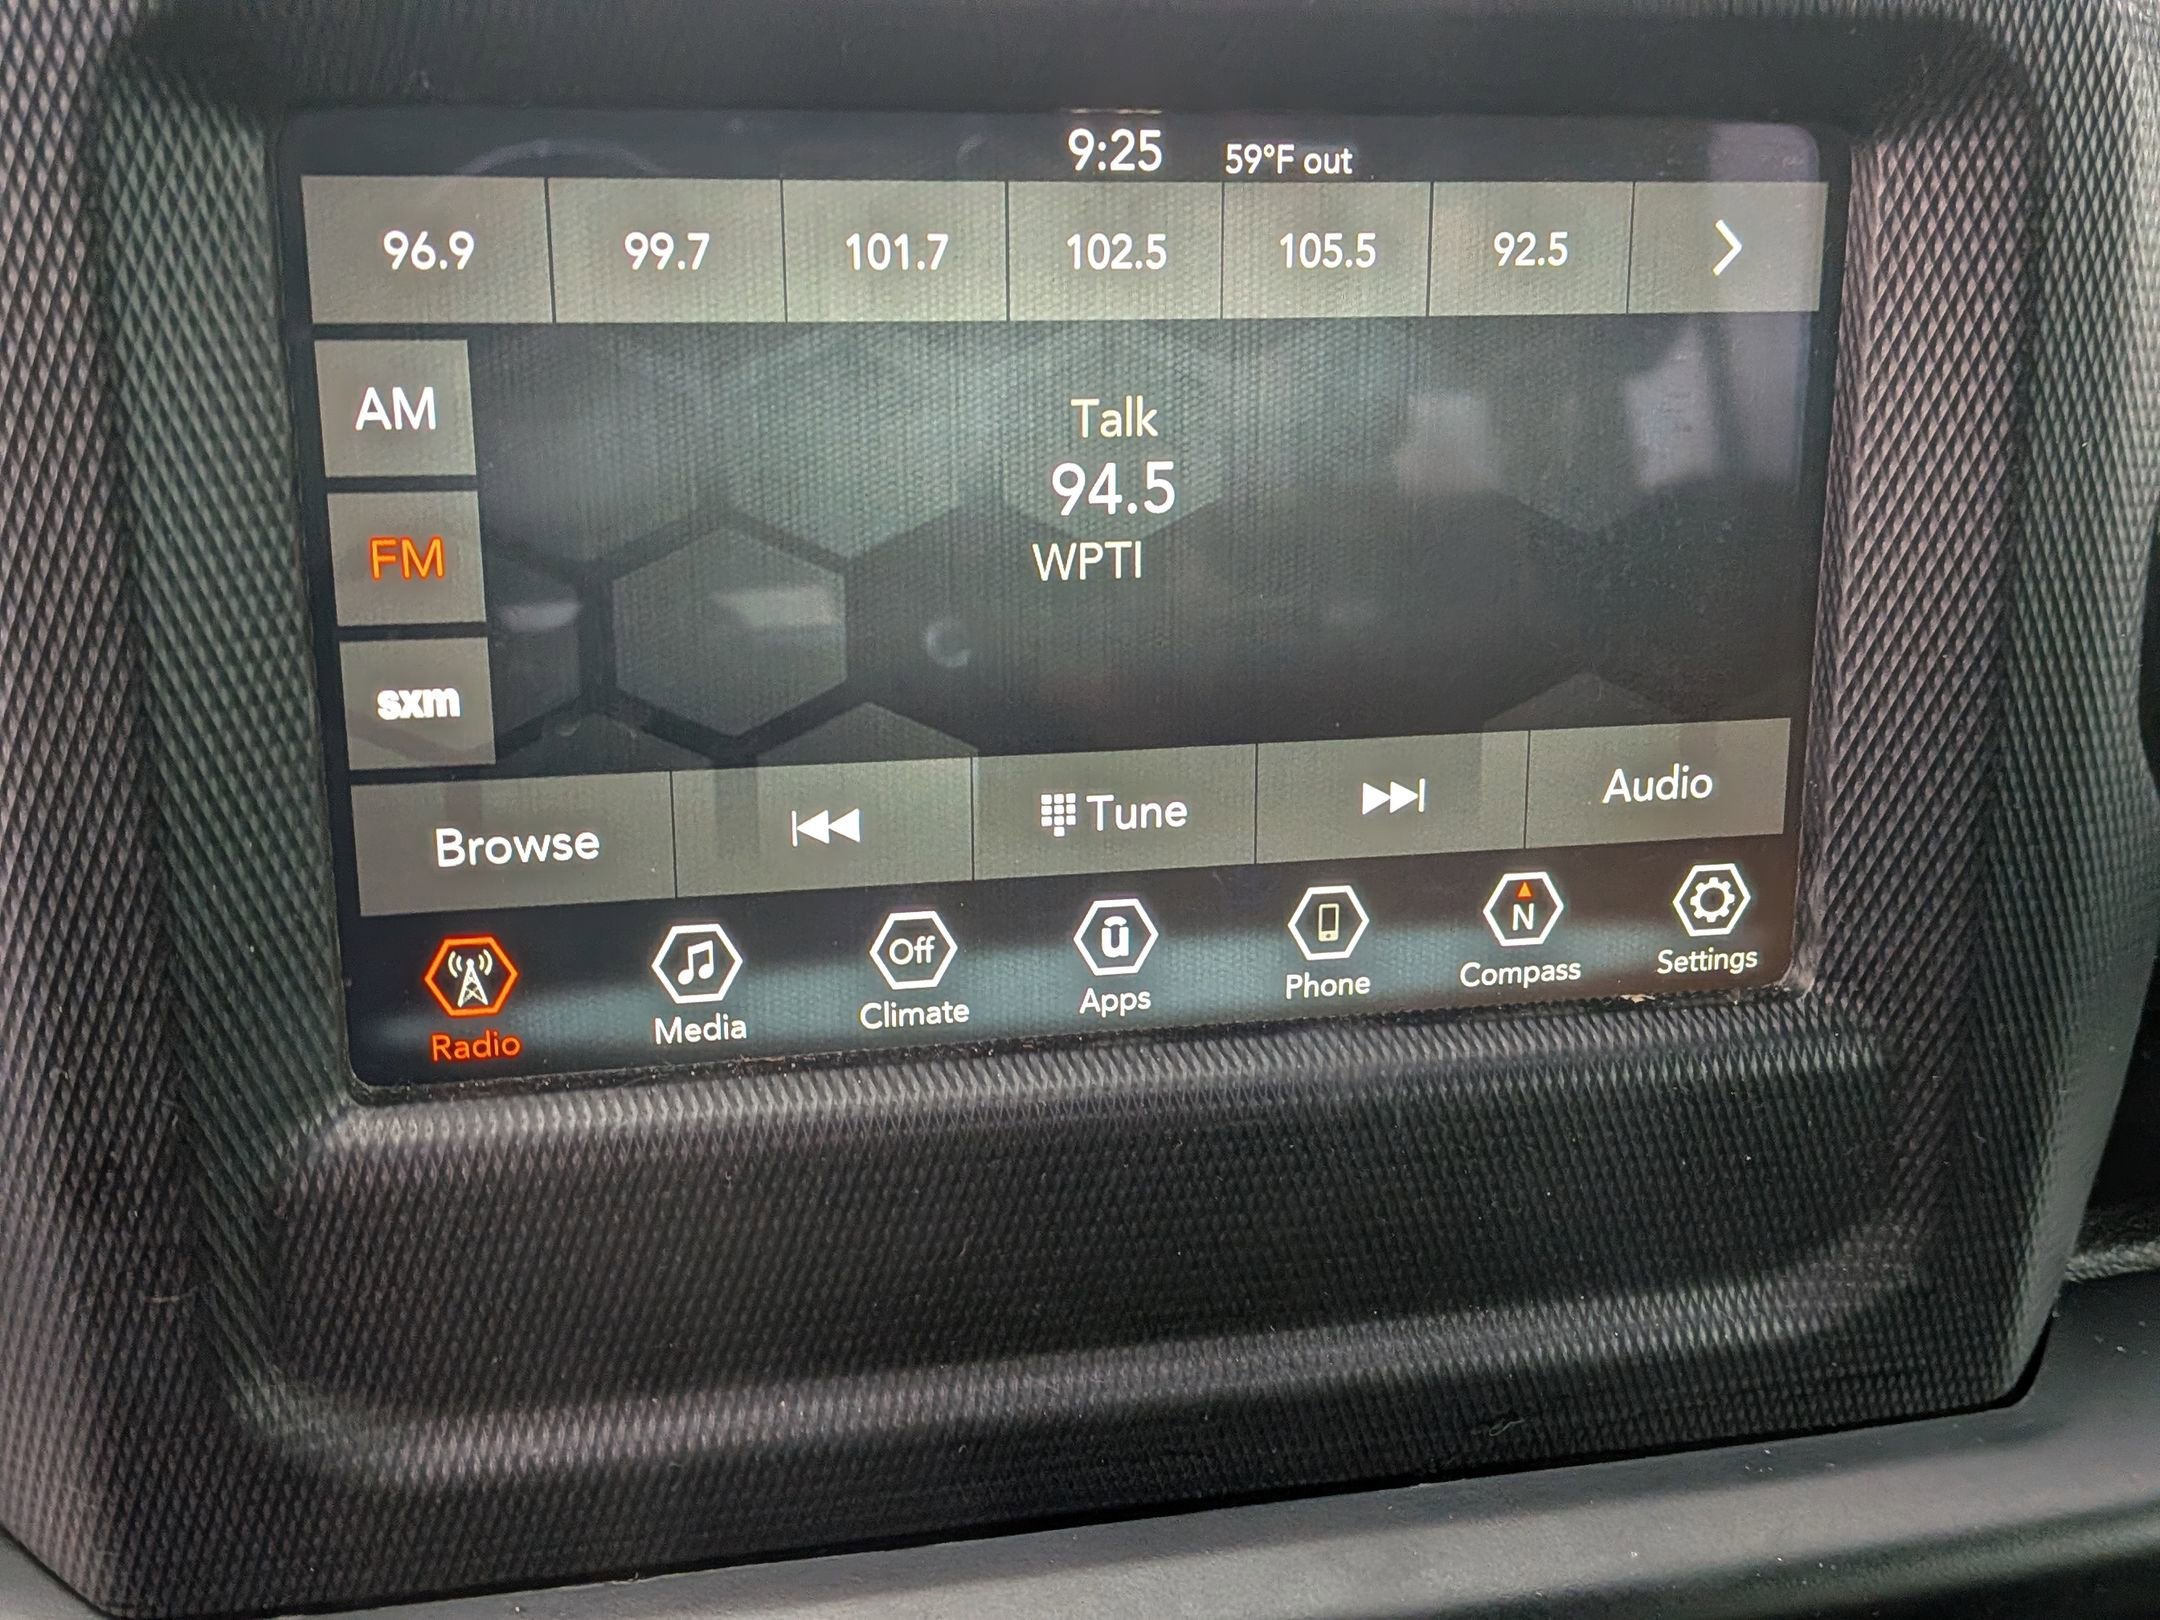 9:25 59°F out
96.9 99.7 101.7 102.5 105.5 92.5
AM
Talk
94.5
FM
WPTI
sxm
Browse Tune Audio
Off u N
Radio Media Climate Apps Phone Compass Settings